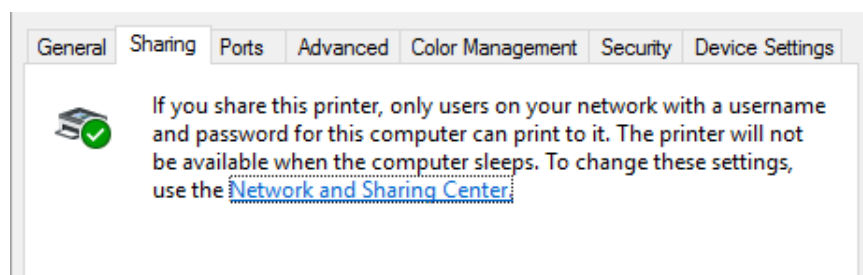 General Sharing Ports Advanced Color Management Security Device Settings
If you share this printer, only users on your network with a username
and password for this computer can print to it. The printer will not
be available when the computer sleeps. To change these settings,
use the Network and Sharing Center.